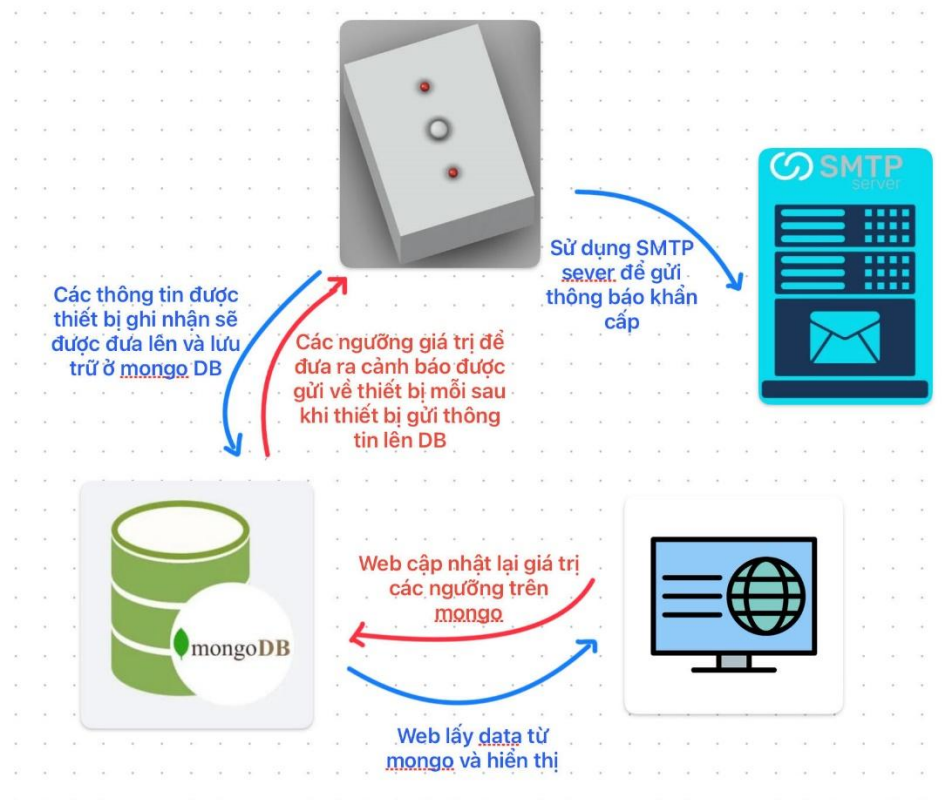 SMTP
server
Sử dụng SMTP
sever để gửi
thông báo khẩn
cấp
Các thông tin được
thiết bị ghi nhận sẽ
được đưa lên và lưu
trữ ở mongo DB
Các ngưỡng giá trị để
đưa ra cảnh báo được
gửi về thiết bị mỗi sau
khi thiết bị gửi thông
tin lên DB
mongoDB
Web cập nhật lại giá trị
các ngưỡng trên
mongo
Web lấy data từ
mongo và hiển thị